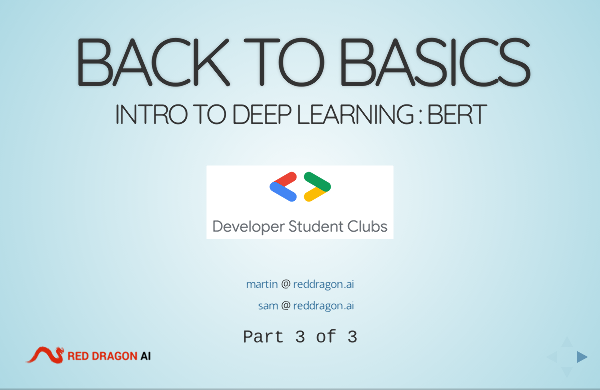 BACK TO BASICS
INTRO TO DEEP LEARNING : BERT
Developer Student Clubs
martin @ reddragon.ai
sam @ reddragon.ai
Part 3 of 3
RED DRAGON AI